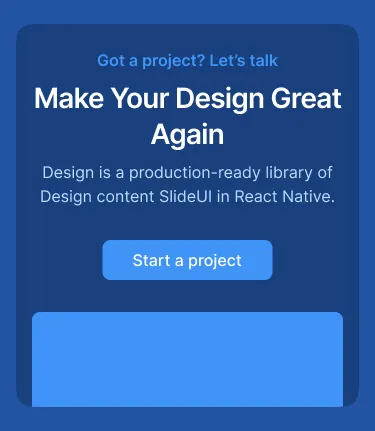 Got a project? Let's talk
Make Your Design Great
Again
Design is a production-ready library of
Design content SlideUI in React Native.
Start a project